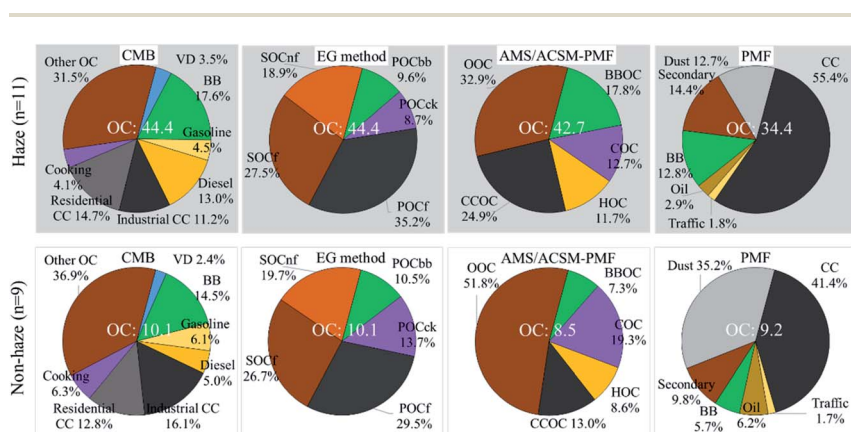 Haze (n=11)
CMB
Other OC
31.5%
VD 3.5%
BB
17.6%
Gasoline
4.5%
Diesel
13.0%
Industrial CC 11.2%
Residential
CC 14.7%
Cooking
4.1%
OC: 44.4
EG method
SOCnf
18.9%
POCbb
9.6%
POCck
8.7%
POCf
35.2%
SOCf
27.5%
OC: 44.4
AMS/ACSM-PMF
OOC
32.9%
BBOC
17.8%
COC
12.7%
HOC
11.7%
CCOC
24.9%
OC: 42.7
PMF
Dust 12.7%
Secondary
14.4%
CC
55.4%
BB
12.8%
Oil
2.9%
Traffic 1.8%
OC: 34.4
Non-haze (n=9)
CMB
Other OC
36.9%
VD 2.4%
BB
14.5%
Gasoline
6.1%
Diesel
5.0%
Industrial CC
16.1%
Residential
CC 12.8%
Cooking
6.3%
OC: 10.1
EG method
SOCnf
19.7%
POCbb
10.5%
POCck
13.7%
POCf
29.5%
SOCf
26.7%
OC: 10.1
AMS/ACSM-PMF
OOC
51.8%
BBOC
7.3%
COC
19.3%
HOC
8.6%
CCOC 13.0%
OC: 8.5
PMF
Dust 35.2%
CC
41.4%
Secondary
9.8%
BB
5.7%
Oil
6.2%
Traffic
1.7%
OC: 9.2